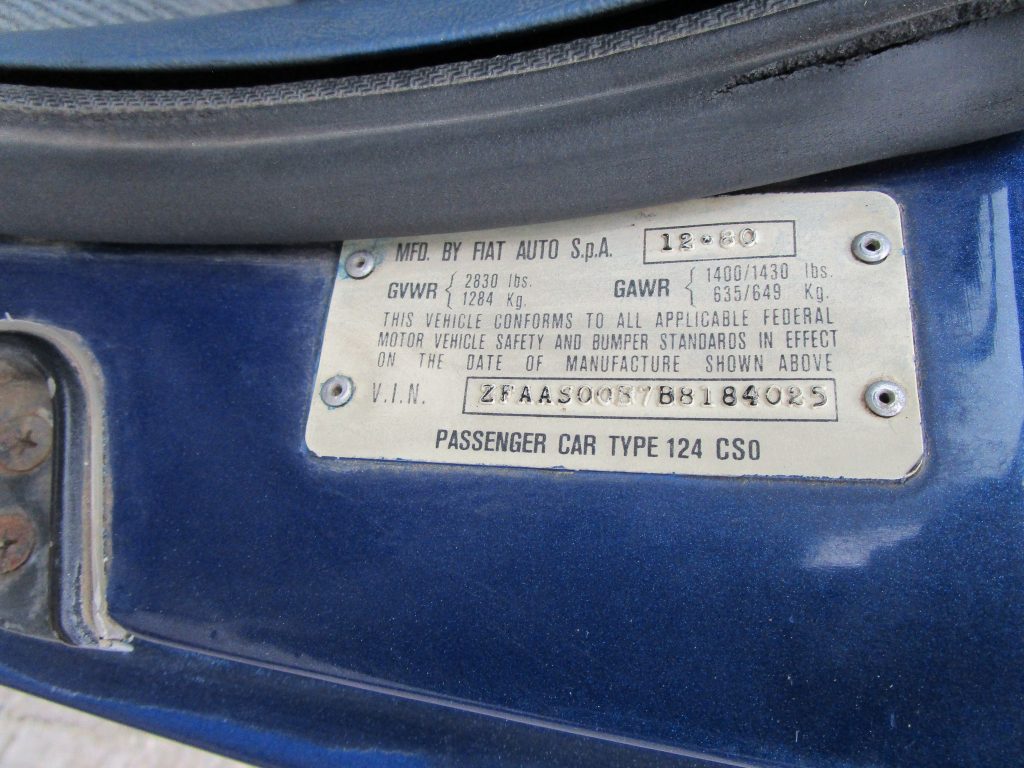 MFD. BY FIAT AUTO S.p.A. 12•80
GVWR { 2830 lbs. 1284 Kg. GAWR { 1400/1430 lbs. 635/649 Kg.
THIS VEHICLE CONFORMS TO ALL APPLICABLE FEDERAL
MOTOR VEHICLE SAFETY AND BUMPER STANDARDS IN EFFECT
ON THE DATE OF MANUFACTURE SHOWN ABOVE
V.I.N. ZFAAS00B7B8184025
PASSENGER CAR TYPE 124 CS0